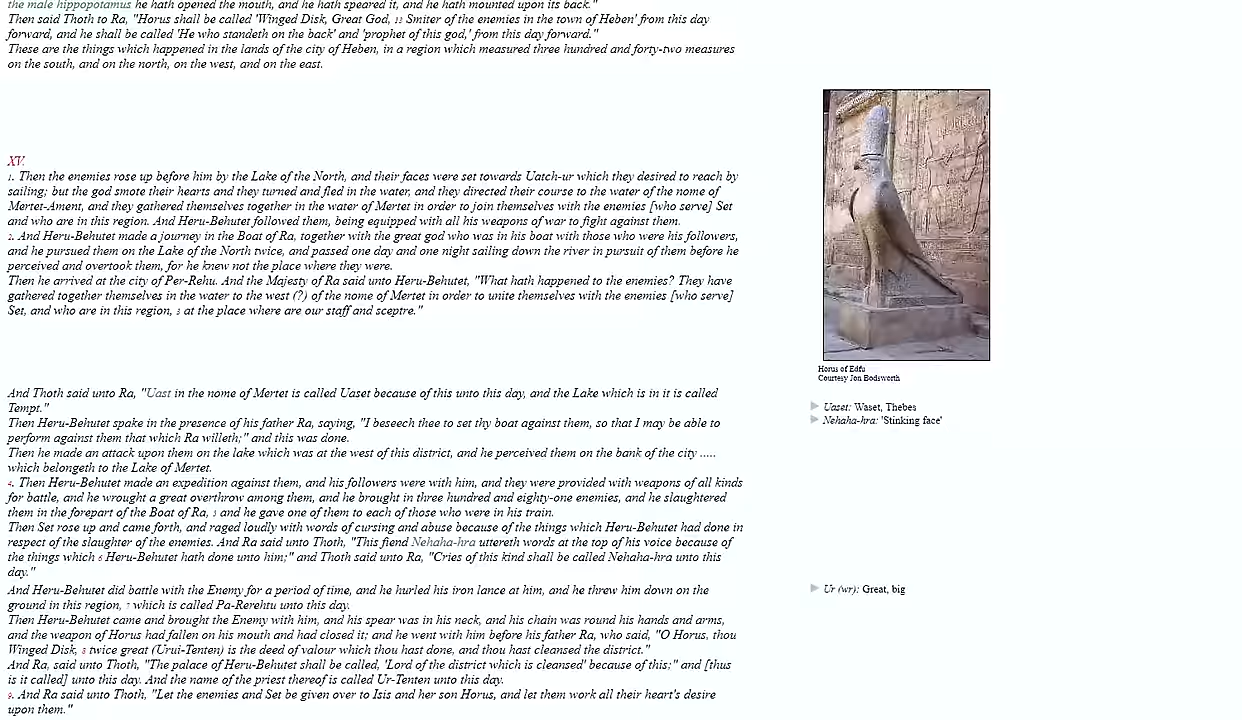 the male hippopotamus he hath opened the mouth, and he hath speared it, and he hath mounted upon its back."
Then said Thoth to Ra, "Horus shall be called 'Winged Disk, Great God, 13 Smiter of the enemies in the town of Heben' from this day
forward, and he shall be called 'He who standeth on the back' and 'prophet of this god,' from this day forward."
These are the things which happened in the lands of the city of Heben, in a region which measured three hundred and forty-two measures
on the south, and on the north, on the west, and on the east.
XV.
1. Then the enemies rose up before him by the Lake of the North, and their faces were set towards Uatch-ur which they desired to reach by
sailing; but the god smote their hearts and they turned and fled in the water, and they directed their course to the water of the nome of
Mertet-Ament, and they gathered themselves together in the water of Mertet in order to join themselves with the enemies [who serve] Set
and who are in this region. And Heru-Behutet followed them, being equipped with all his weapons of war to fight against them.
2. And Heru-Behutet made a journey in the Boat of Ra, together with the great god who was in his boat with those who were his followers,
and he pursued them on the Lake of the North twice, and passed one day and one night sailing down the river in pursuit of them before he
perceived and overtook them, for he knew not the place where they were.
Then he arrived at the city of Per-Rehu. And the Majesty of Ra said unto Heru-Behutet, "What hath happened to the enemies? They have
gathered together themselves in the water to the west (?) of the nome of Mertet in order to unite themselves with the enemies [who serve]
Set, and who are in this region, 3 at the place where are our staff and sceptre."
Horus of Edfu
Courtesy Jon Bodsworth
And Thoth said unto Ra, "Uast in the nome of Mertet is called Uaset because of this unto this day, and the Lake which is in it is called
Tempt."
Then Heru-Behutet spake in the presence of his father Ra, saying, "I beseech thee to set thy boat against them, so that I may be able to
perform against them that which Ra willeth;" and this was done.
Then he made an attack upon them on the lake which was at the west of this district, and he perceived them on the bank of the city .....
which belongeth to the Lake of Mertet.
Uaset: Waset, Thebes
Nehaha-hra: 'Stinking face'
4. Then Heru-Behutet made an expedition against them, and his followers were with him, and they were provided with weapons of all kinds
for battle, and he wrought a great overthrow among them, and he brought in three hundred and eighty-one enemies, and he slaughtered
them in the forepart of the Boat of Ra, 5 and he gave one of them to each of those who were in his train.
Then Set rose up and came forth, and raged loudly with words of cursing and abuse because of the things which Heru-Behutet had done in
respect of the slaughter of the enemies. And Ra said unto Thoth, "This fiend Nehaha-hra uttereth words at the top of his voice because of
the things which 6 Heru-Behutet hath done unto him;" and Thoth said unto Ra, "Cries of this kind shall be called Nehaha-hra unto this
day."
And Heru-Behutet did battle with the Enemy for a period of time, and he hurled his iron lance at him, and he threw him down on the
ground in this region, 7 which is called Pa-Rerehtu unto this day.
Ur (wr): Great, big
Then Heru-Behutet came and brought the Enemy with him, and his spear was in his neck, and his chain was round his hands and arms,
and the weapon of Horus had fallen on his mouth and had closed it; and he went with him before his father Ra, who said, "O Horus, thou
Winged Disk, 8 twice great (Urui-Tenten) is the deed of valour which thou hast done, and thou hast cleansed the district."
And Ra, said unto Thoth, "The palace of Heru-Behutet shall be called, 'Lord of the district which is cleansed' because of this;" and [thus
is it called] unto this day. And the name of the priest thereof is called Ur-Tenten unto this day.
9. And Ra said unto Thoth, "Let the enemies and Set be given over to Isis and her son Horus, and let them work all their heart's desire
upon them."